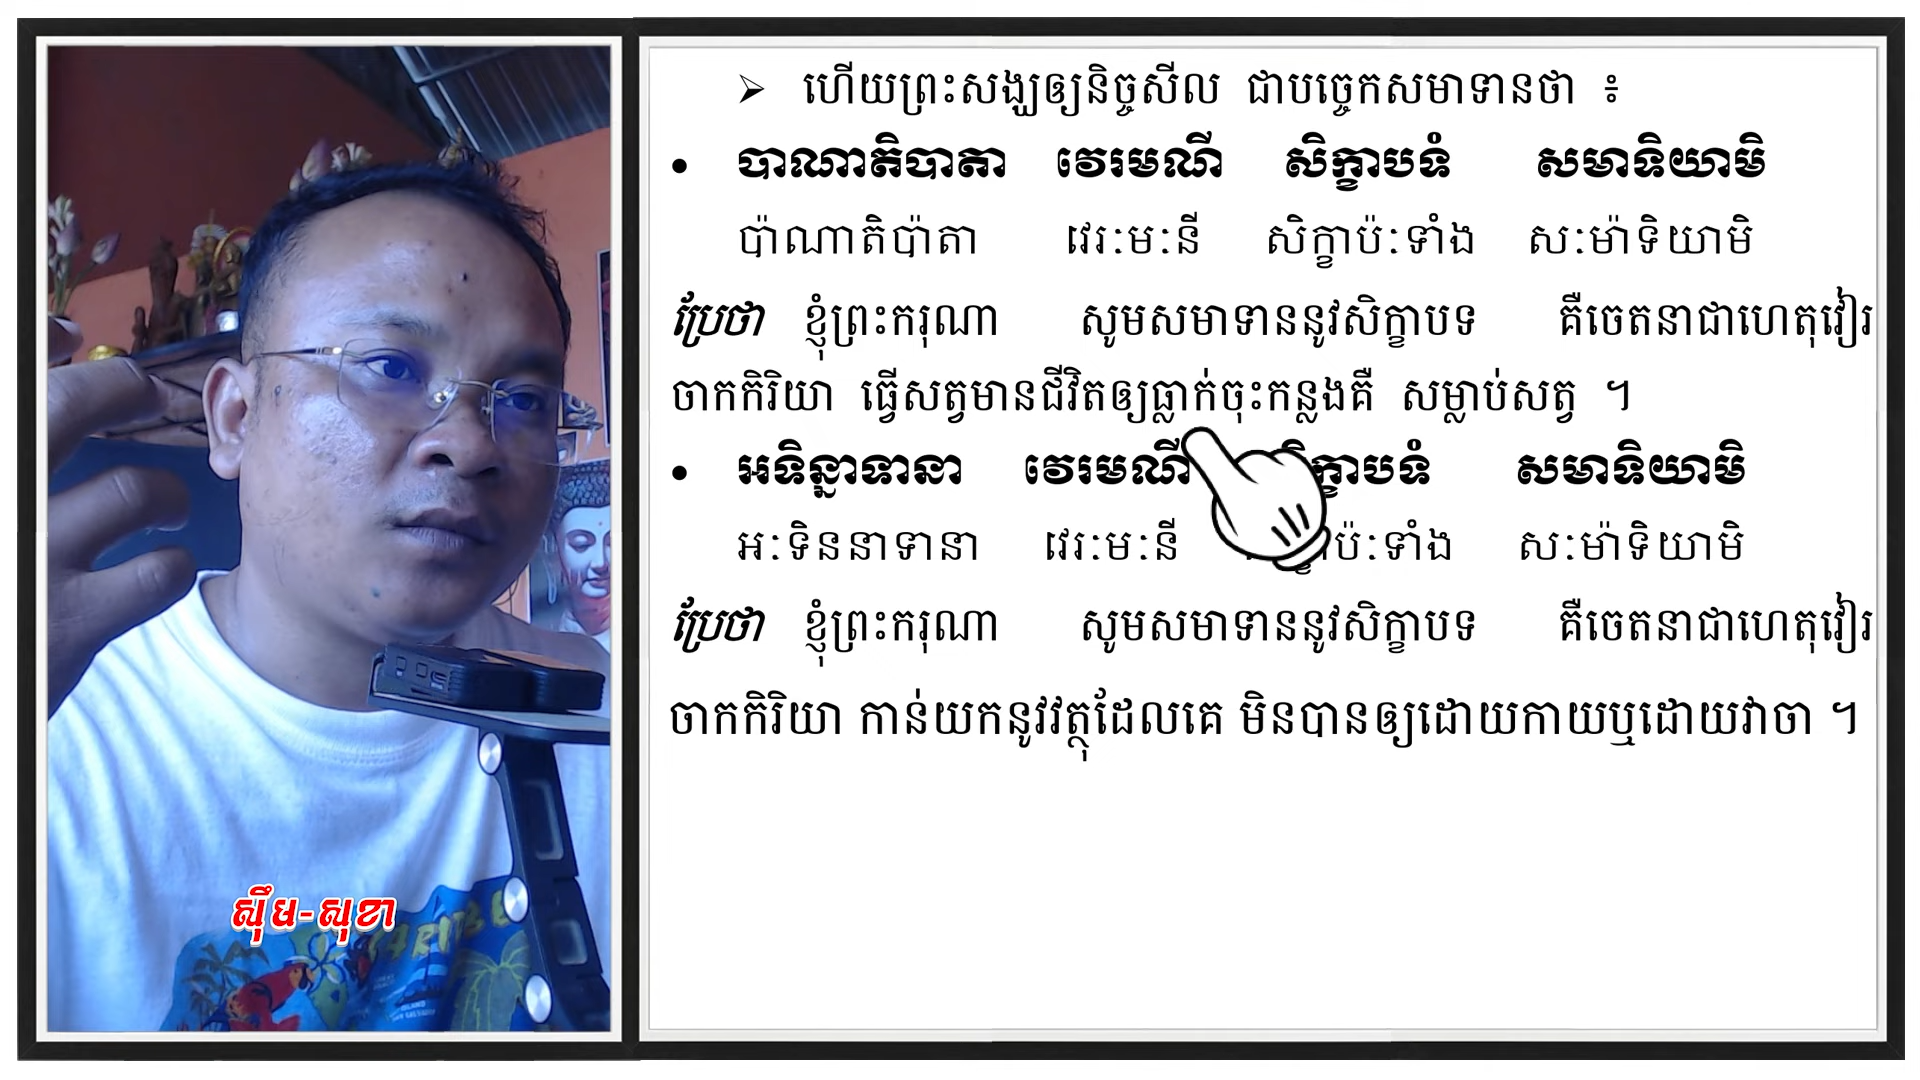 ➢ ហើយព្រះសង្ឃឲ្យនិច្ចសីល ជាបច្ចេកសមាទានថា ៖
• បាណាតិបាតា វេរមណី សិក្ខាបទំ សមាទិយាមិ
ប៉ាណាតិប៉ាតា វេរៈមៈនី សិក្ខាប៉ៈទាំង សៈម៉ាទិយាមិ
ប្រែថា ខ្ញុំព្រះករុណា សូមសមាទាននូវសិក្ខាបទ គឺចេតនាជាហេតុវៀរ
ចាកកិរិយា ធ្វើសត្វមានជីវិតឲ្យធ្លាក់ចុះកន្លងគឺ សម្លាប់សត្វ ។
• អទិន្នាទានា វេរមណី ិក្ខាបទំ សមាទិយាមិ
អៈទិននាទានា វេរៈមៈនី ប៉ៈទាំង សៈម៉ាទិយាមិ
ប្រែថា ខ្ញុំព្រះករុណា សូមសមាទាននូវសិក្ខាបទ គឺចេតនាជាហេតុវៀរ
ចាកកិរិយា កាន់យកនូវវត្ថុដែលគេ មិនបានឲ្យដោយកាយឬដោយវាចា ។
ស៊ឹម-សុខា